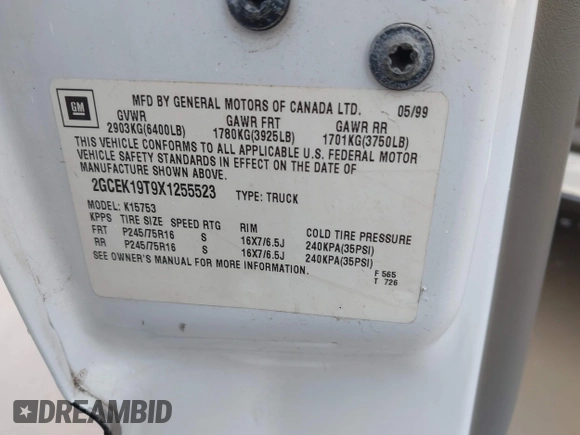 GM
MFD BY GENERAL MOTORS OF CANADA LTD. 05/99
GVWR GAWR FRT GAWR RR
2903KG(6400LB) 1780KG(3925LB) 1701KG(3750LB)
THIS VEHICLE CONFORMS TO ALL APPLICABLE U.S. FEDERAL MOTOR
VEHICLE SAFETY STANDARDS IN EFFECT ON THE DATE OF
MANUFACTURE SHOWN ABOVE.
2GCEK19T9X1255523 TYPE: TRUCK
MODEL: K15753
KPPS TIRE SIZE SPEED RTG RIM COLD TIRE PRESSURE
FRT P245/75R16 S 16X7/6.5J 240KPA(35PSI)
RR P245/75R16 S 16X7/6.5J 240KPA(35PSI)
SEE OWNER'S MANUAL FOR MORE INFORMATION.
F 565
T 726
DREAMBID